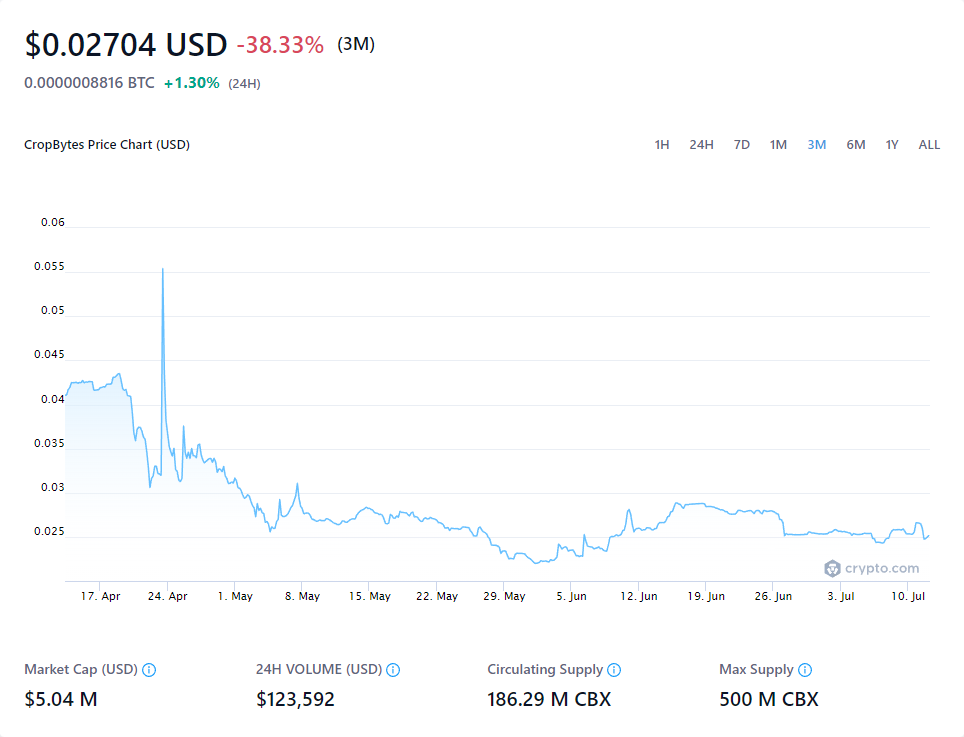 $0.02704 USD -38.33% (3M)
0.0000008816 BTC +1.30% (24H)
CropBytes Price Chart (USD) 1H 24H 7D 1M 3M 6M 1Y ALL
0.06
0.055
0.05
0.045
0.04
0.035
0.03
0.025
crypto.com
17. Apr 24. Apr 1. May 8. May 15. May 22. May 29. May 5. Jun 12. Jun 19. Jun 26. Jun 3. Jul 10. Jul
Market Cap (USD) 24H VOLUME (USD) Circulating Supply Max Supply
$5.04 M $123,592 186.29 M CBX 500 M CBX